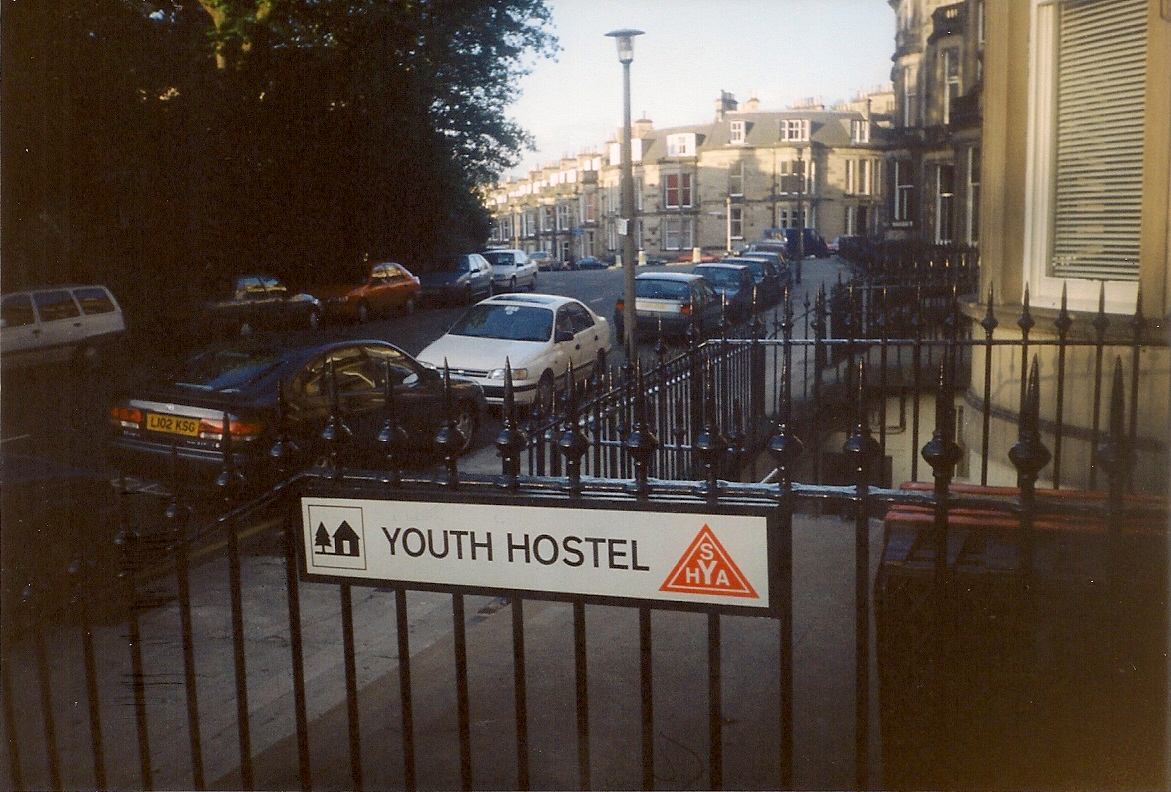 L102 KSG
YOUTH HOSTEL
S
HYA